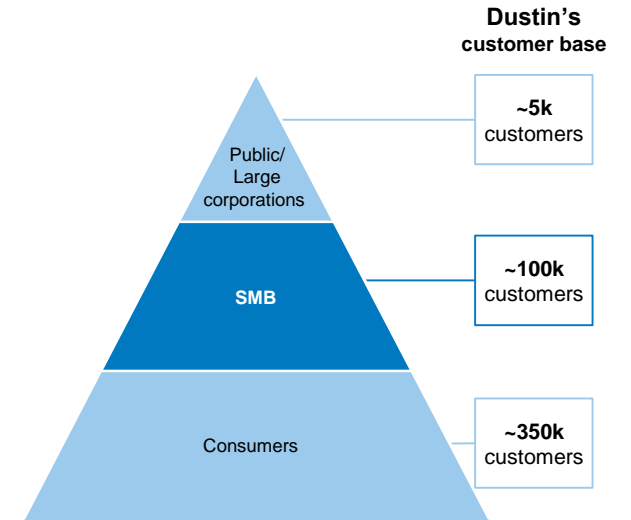 Dustin’s
customer base
~5k
customers
Public/
Large
corporations
~100k
customers
SMB
~350k
customers
Consumers